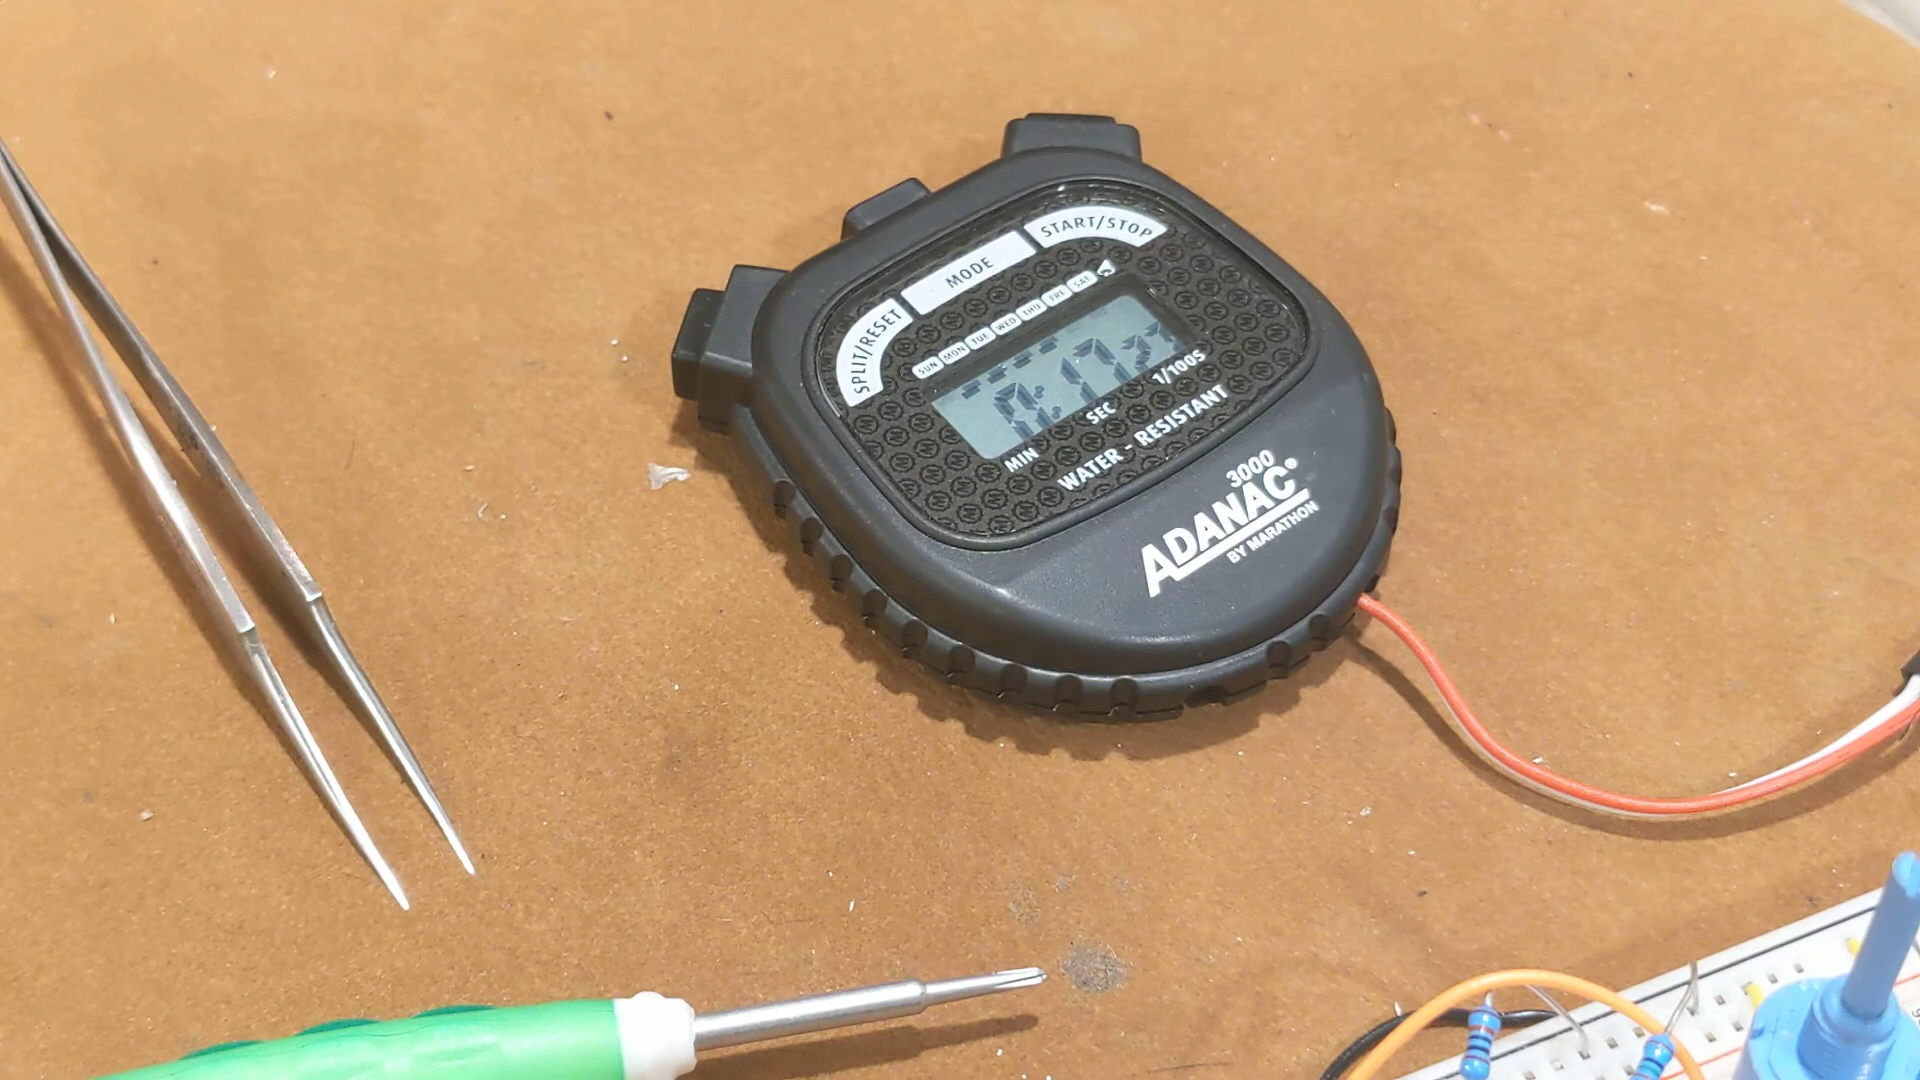 SPLIT/RESET
MODE
START/STOP
SUN MON TUE WED THU FRI SAT
MIN
SEC
1/100S
WATER - RESISTANT
3000
ADANAC®
BY MARATHON